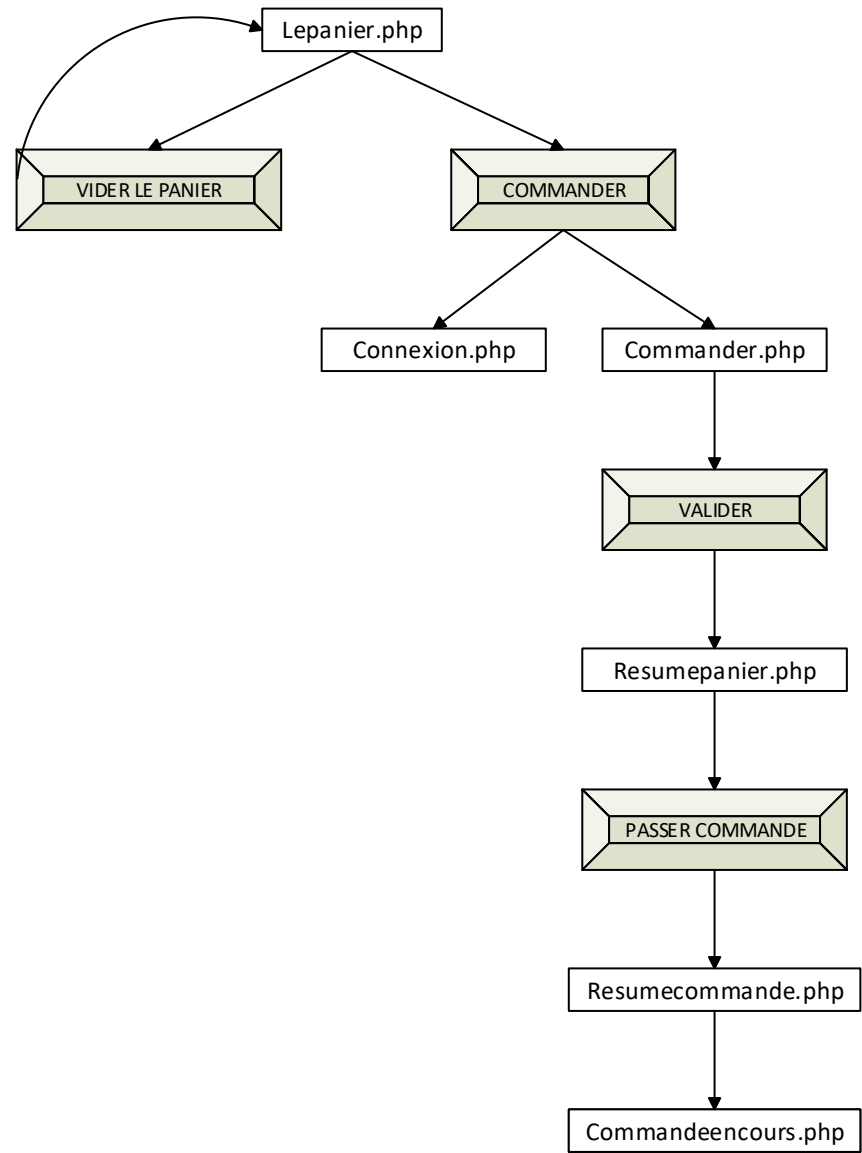 Lepanier.php
VIDER LE PANIER
COMMANDER
Connexion.php
Commander.php
VALIDER
Resumepanier.php
PASSER COMMANDE
Resumecommande.php
Commandeencours.php